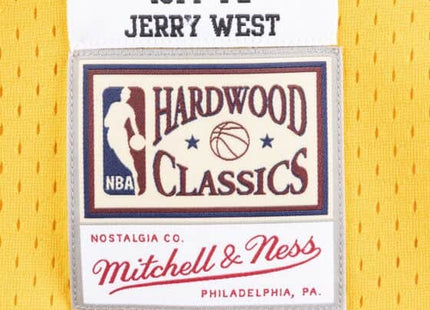 JERRY WEST
HARDWOOD
CLASSICS
NBA
NOSTALGIA CO.
Mitchell & Ness
PHILADELPHIA, PA.